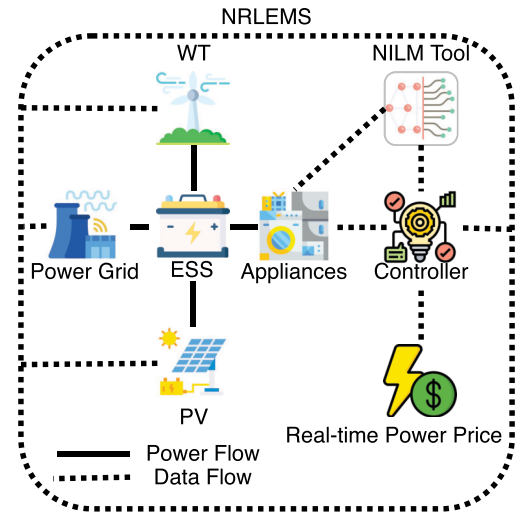 NRLEMS
WT
NILM Tool
Power Grid
ESS
Appliances
Controller
PV
Real-time Power Price
Power Flow
Data Flow